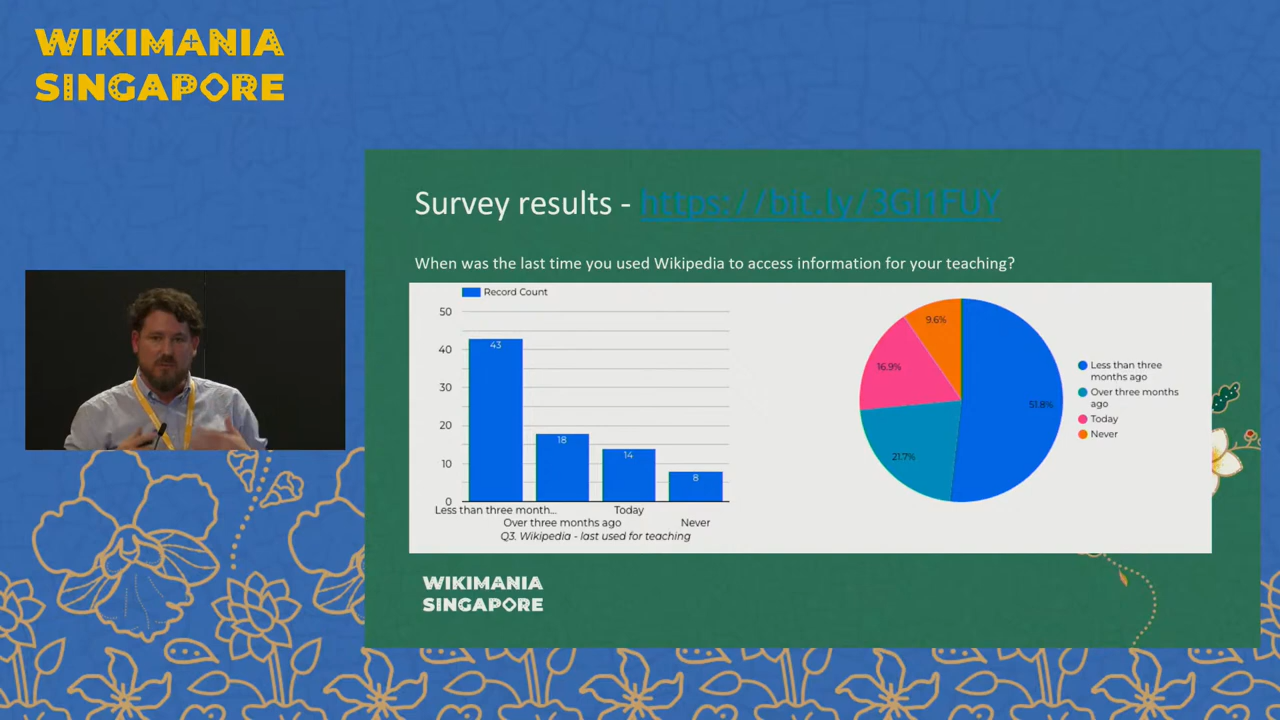 WIKIMANIA
SINGAPORE
Survey results - https://bit.ly/3GI1FUY
When was the last time you used Wikipedia to access information for your teaching?
Record Count
50
40
30
20
10
0
43
18
14
8
Less than three month...
Over three months ago
Today
Never
Q3. Wikipedia - last used for teaching
9.6%
16.9%
51.8%
21.7%
Less than three
months ago
Over three months
ago
Today
Never
WIKIMANIA
SINGAPORE